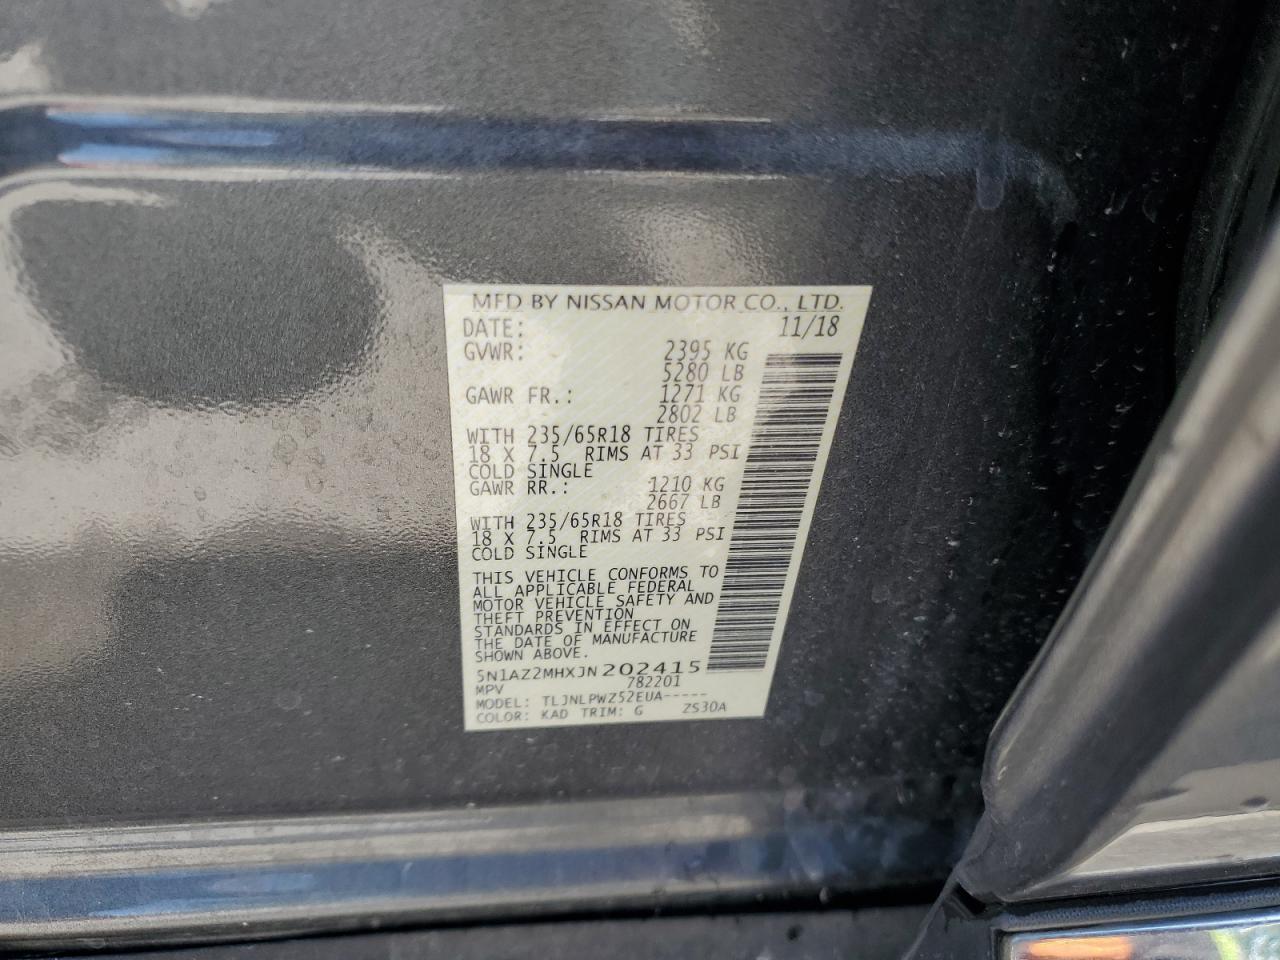 MFD BY NISSAN MOTOR CO., LTD.
DATE: 11/18
GVWR: 2395 KG
5280 LB
GAWR FR.: 1271 KG
2802 LB
WITH 235/65R18 TIRES
18 X 7.5 RIMS AT 33 PSI
COLD SINGLE
GAWR RR.: 1210 KG
2667 LB
WITH 235/65R18 TIRES
18 X 7.5 RIMS AT 33 PSI
COLD SINGLE
THIS VEHICLE CONFORMS TO
ALL APPLICABLE FEDERAL
MOTOR VEHICLE SAFETY AND
THEFT PREVENTION
STANDARDS IN EFFECT ON
THE DATE OF MANUFACTURE
SHOWN ABOVE.
5N1AZ2MHXJN202415
MPV 782201
MODEL: TLJNLPWZ52EUA-----
COLOR: KAD TRIM: G ZS30A